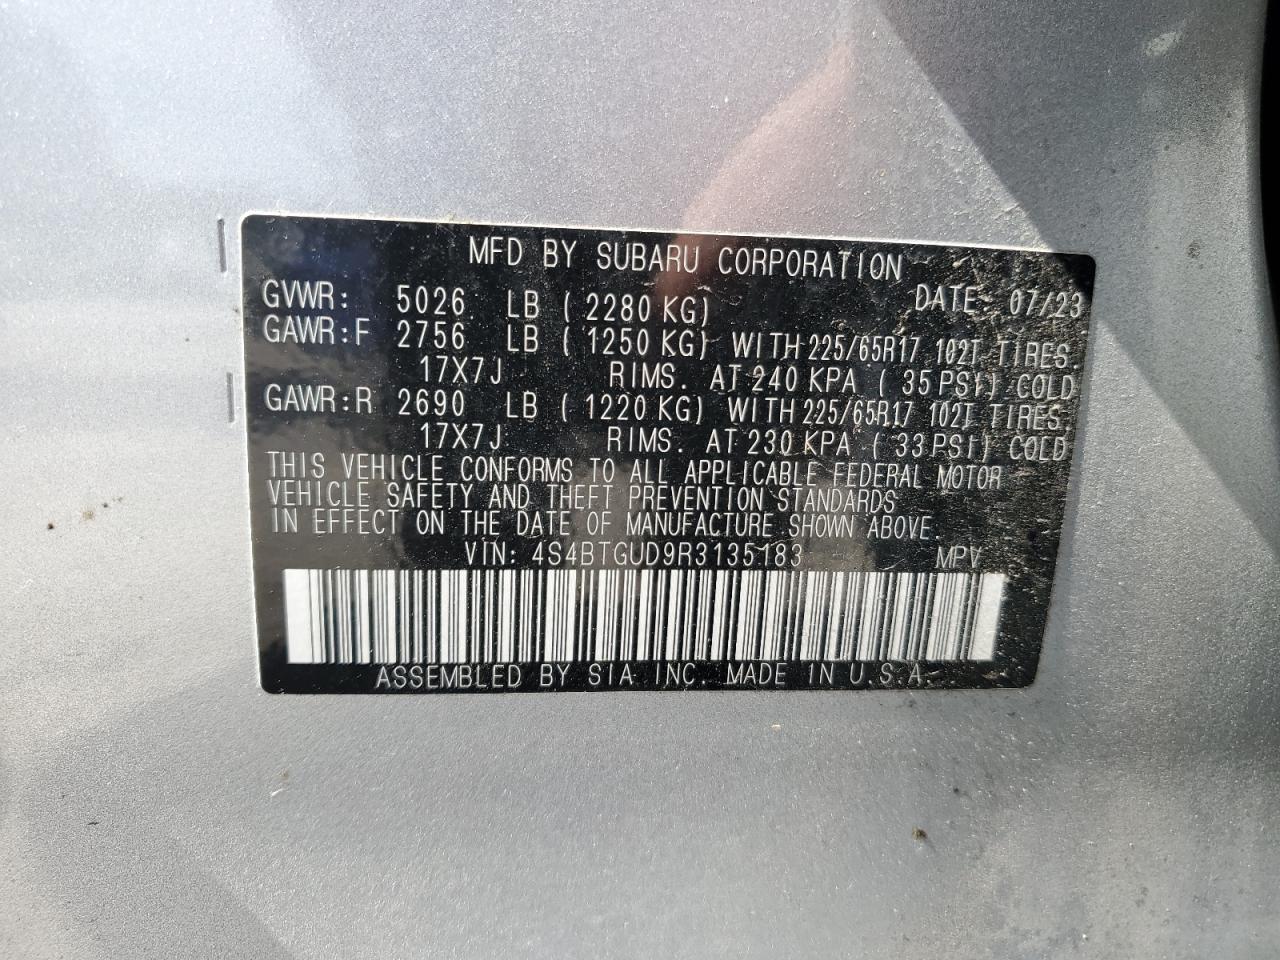 MFD BY SUBARU CORPORATION
GVWR: 5026 LB ( 2280 KG) DATE 07/23
GAWR:F 2756 LB ( 1250 KG) WITH 225/65R17 102T TIRES
17X7J RIMS. AT 240 KPA ( 35 PSI) COLD
GAWR:R 2690 LB ( 1220 KG) WITH 225/65R17 102T TIRES
17X7J RIMS. AT 230 KPA ( 33 PSI) COLD
THIS VEHICLE CONFORMS TO ALL APPLICABLE FEDERAL MOTOR
VEHICLE SAFETY AND THEFT PREVENTION STANDARDS
IN EFFECT ON THE DATE OF MANUFACTURE SHOWN ABOVE.
VIN: 4S4BTGUD9R3135183 MPV
ASSEMBLED BY SIA INC. MADE IN U.S.A.